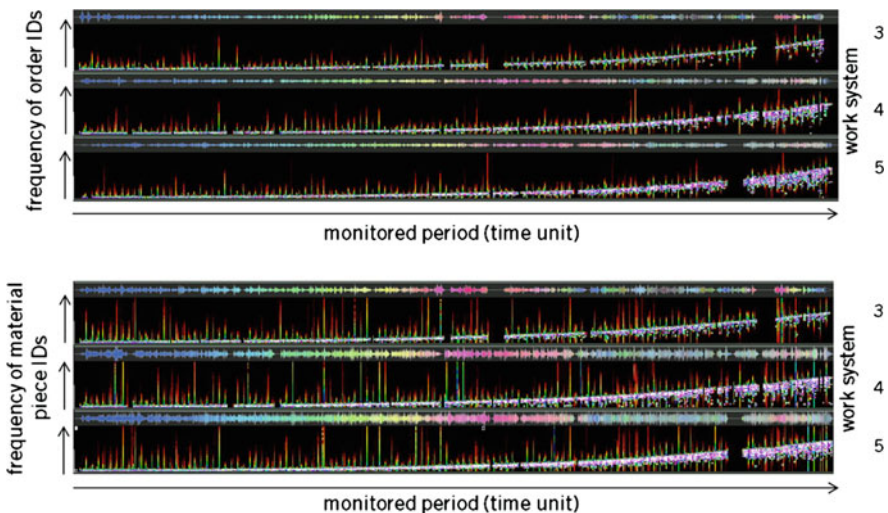 frequency of order IDs
3
4
5
work system
monitored period (time unit)
frequency of material
piece IDs
3
4
5
work system
monitored period (time unit)